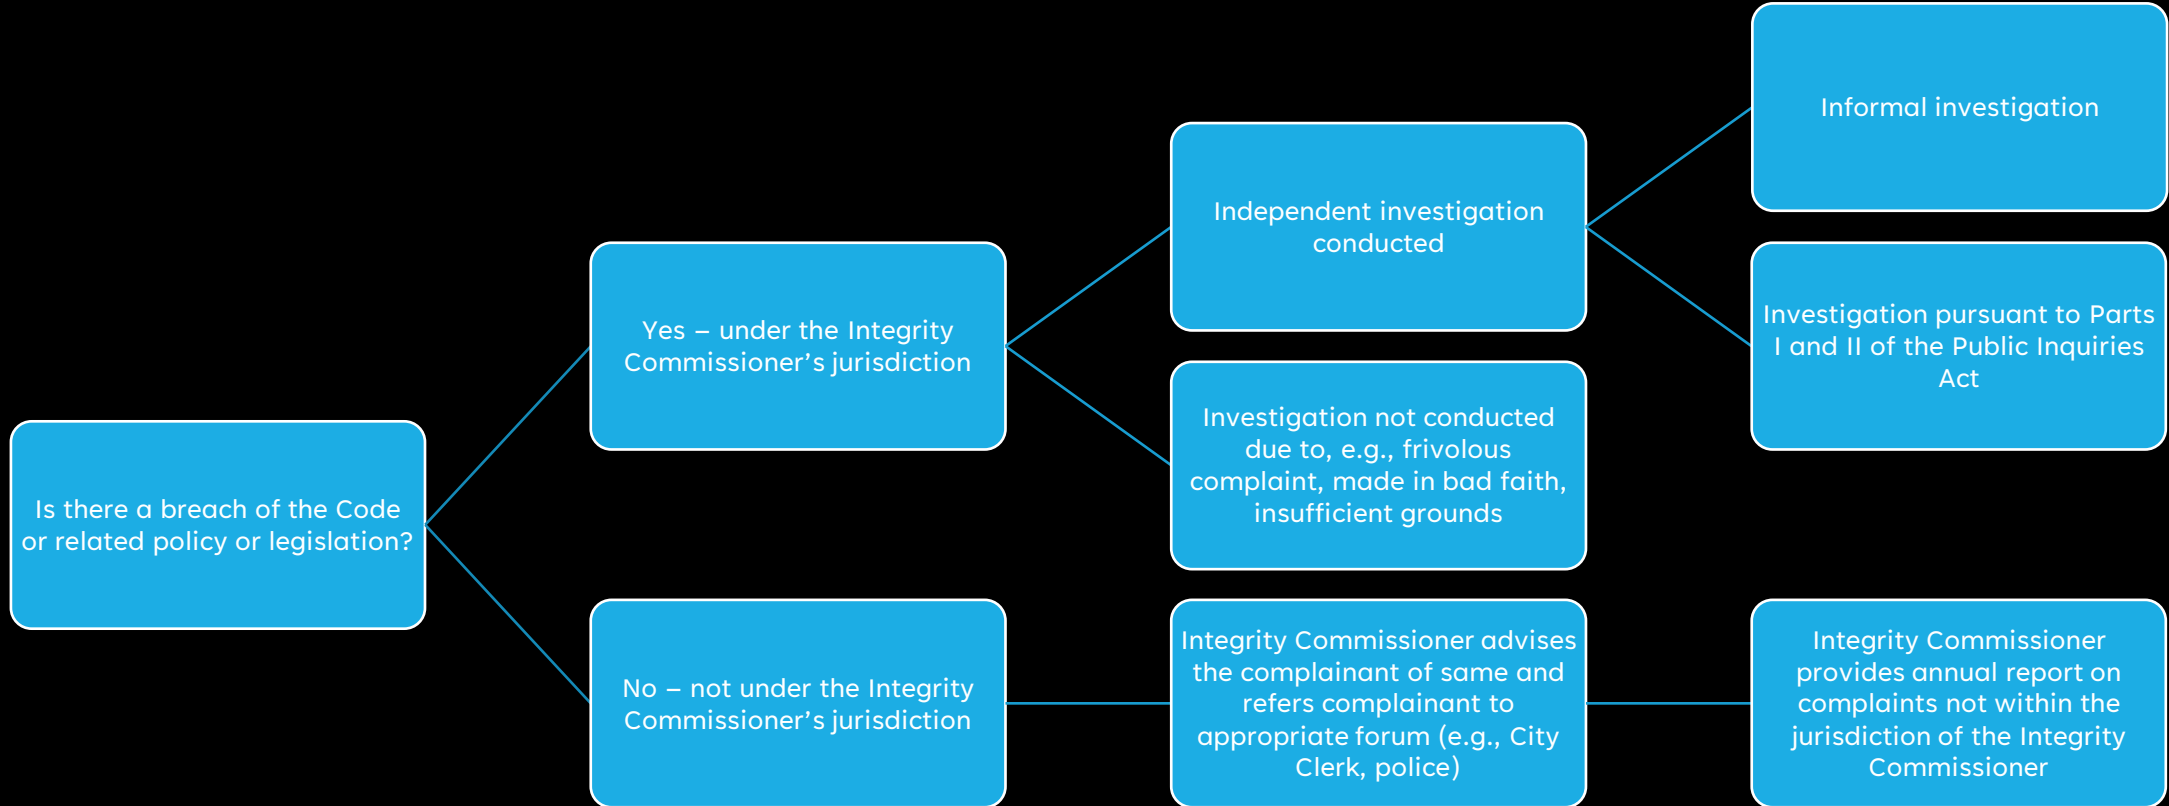 Is there a breach of the Code
or related policy or legislation?
Yes – under the Integrity
Commissioner’s jurisdiction
Independent investigation
conducted
Informal investigation
Investigation pursuant to Parts
I and II of the Public Inquiries
Act
Investigation not conducted
due to, e.g., frivolous
complaint, made in bad faith,
insufficient grounds
No – not under the Integrity
Commissioner’s jurisdiction
Integrity Commissioner advises
the complainant of same and
refers complainant to
appropriate forum (e.g., City
Clerk, police)
Integrity Commissioner
provides annual report on
complaints not within the
jurisdiction of the Integrity
Commissioner